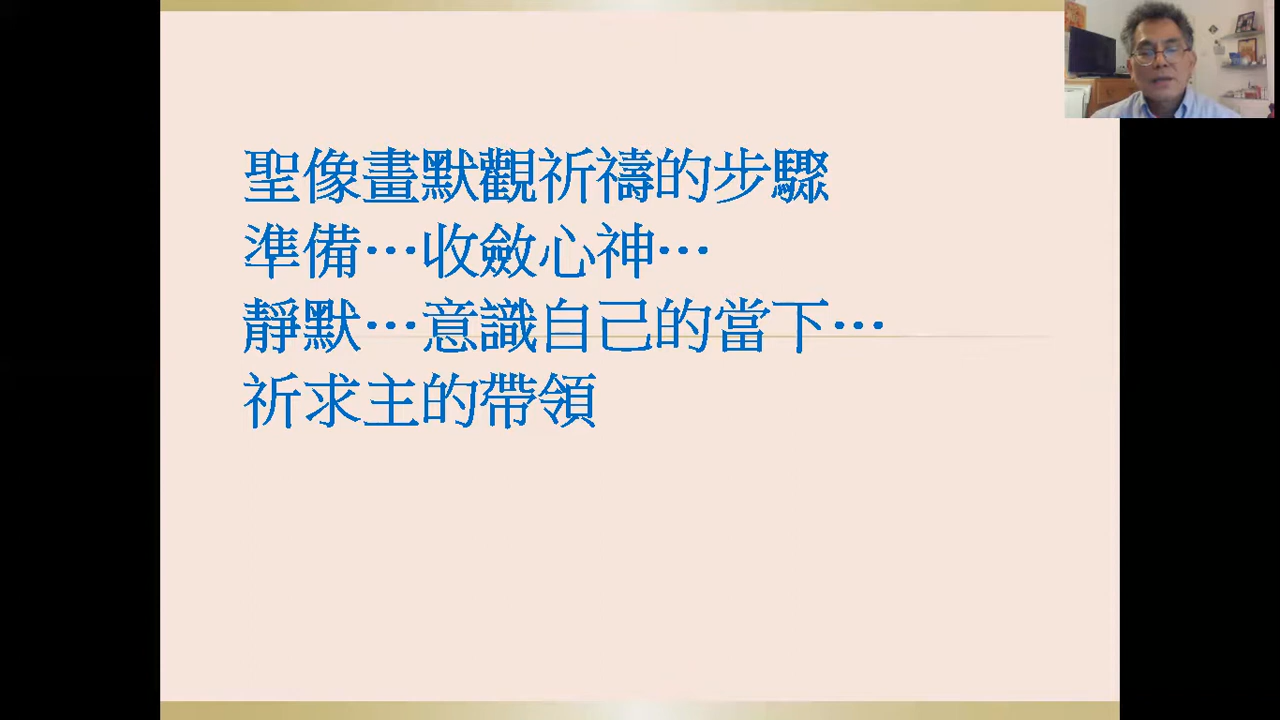 聖像畫默觀祈禱的步驟
準備…收斂心神…
靜默…意識自己的當下…
祈求主的帶領